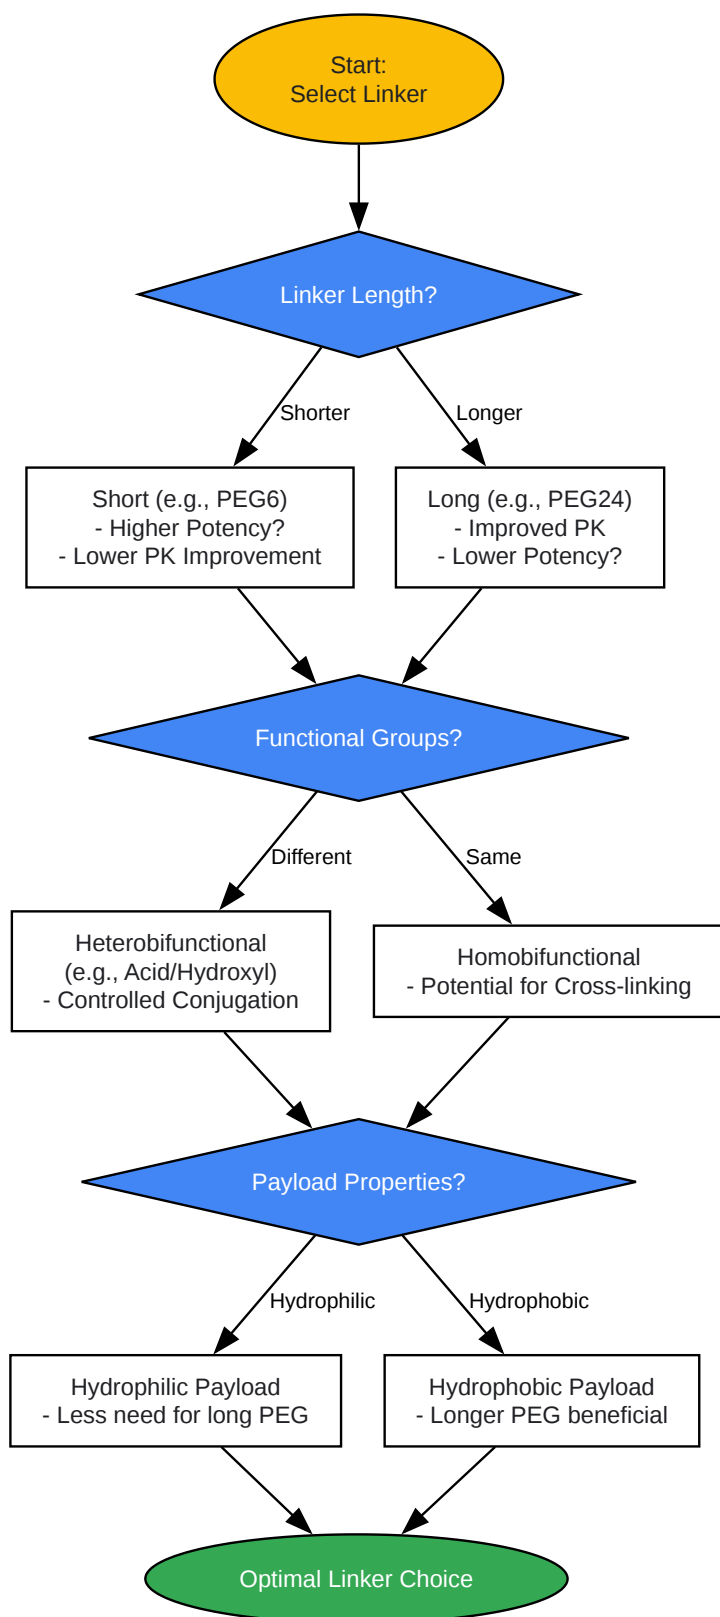 Start:
Select Linker
Linker Length?
Shorter
Longer
Short (e.g., PEG6)
- Higher Potency?
- Lower PK Improvement
Long (e.g., PEG24)
- Improved PK
- Lower Potency?
Functional Groups?
Different
Same
Heterobifunctional
(e.g., Acid/Hydroxyl)
- Controlled Conjugation
Homobifunctional
- Potential for Cross-linking
Payload Properties?
Hydrophilic
Hydrophobic
Hydrophilic Payload
- Less need for long PEG
Hydrophobic Payload
- Longer PEG beneficial
Optimal Linker Choice